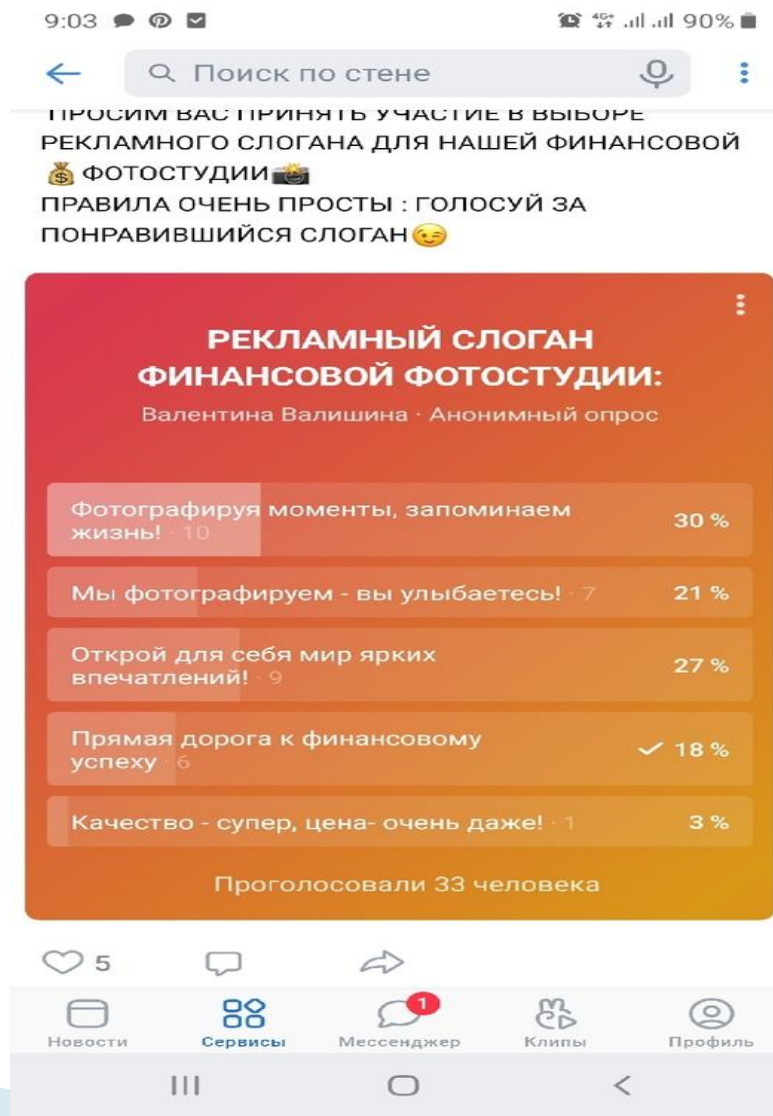 9:03 4G+ 90%
Поиск по стене
ПРОСИМ ВАС ПРИНЯТЬ УЧАСТИЕ В ВЫБОРЕ
РЕКЛАМНОГО СЛОГАНА ДЛЯ НАШЕЙ ФИНАНСОВОЙ
💰 ФОТОСТУДИИ📸
ПРАВИЛА ОЧЕНЬ ПРОСТЫ : ГОЛОСУЙ ЗА
ПОНРАВИВШИЙСЯ СЛОГАН😉
РЕКЛАМНЫЙ СЛОГАН
ФИНАНСОВОЙ ФОТОСТУДИИ:
Валентина Валишина · Анонимный опрос
Фотографируя моменты, запоминаем
жизнь! · 10 30 %
Мы фотографируем - вы улыбаетесь! · 7 21 %
Открой для себя мир ярких
впечатлений! · 9 27 %
Прямая дорога к финансовому
успеху · 6 18 %
Качество - супер, цена- очень даже! · 1 3 %
Проголосовали 33 человека
5
1
Новости Сервисы Мессенджер Клипы Профиль